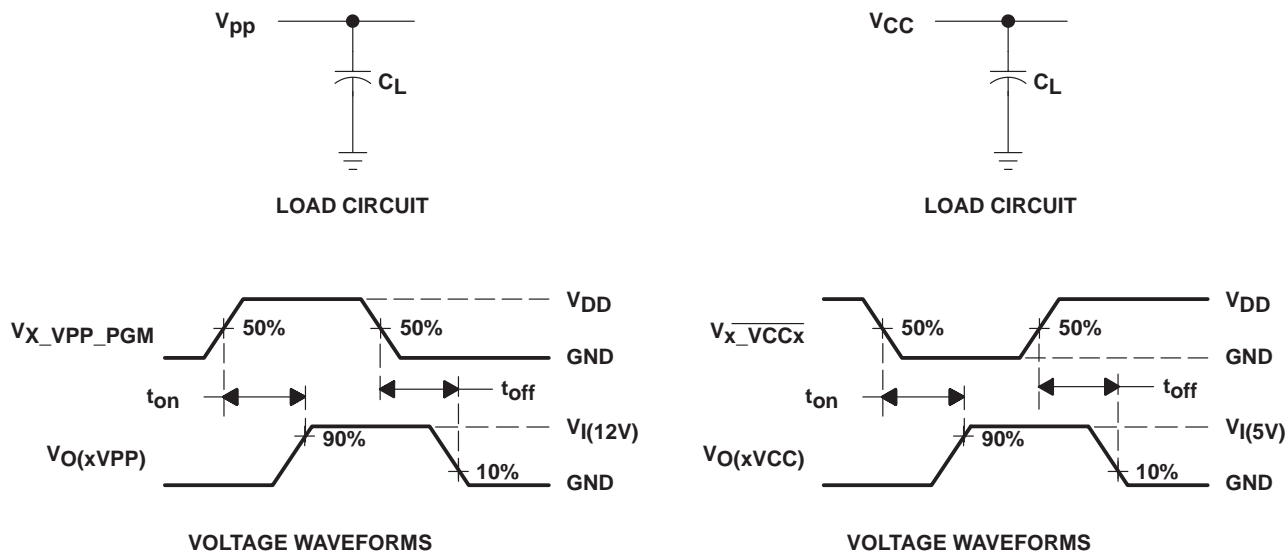 Vpp
CL
LOAD CIRCUIT
VDD
VX_VPP_PGM
50%
50%
GND
ton
toff
VI(12V)
VO(xVPP)
90%
10%
GND
VOLTAGE WAVEFORMS
VCC
CL
LOAD CIRCUIT
VDD
Vx_VCCx
50%
50%
GND
ton
toff
VI(5V)
VO(xVCC)
90%
10%
GND
VOLTAGE WAVEFORMS